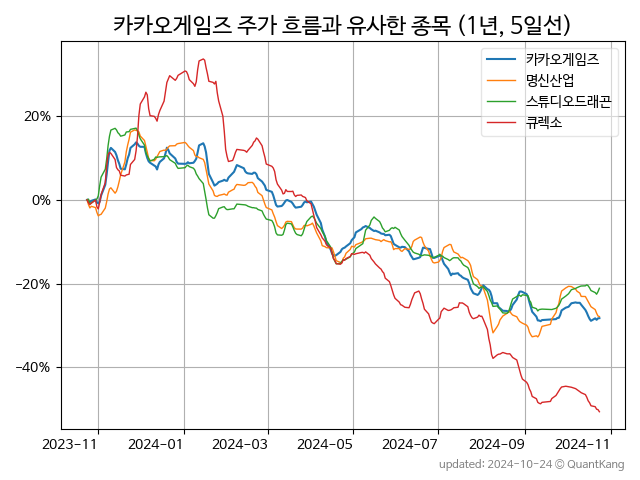 카카오게임즈 주가 흐름과 유사한 종목 (1년, 5일선)
카카오게임즈
명신산업
스튜디오드래곤
큐렉소
20%
0%
−20%
−40%
2023−11 2024−01 2024−03 2024−05 2024−07 2024−09 2024−11
updated: 2024-10-24 © QuantKang